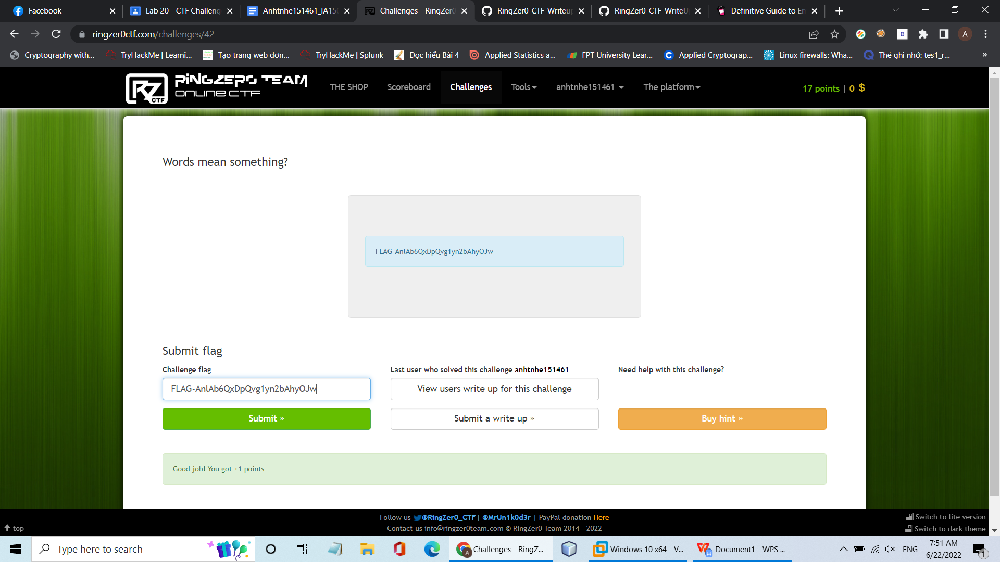 Facebook
Lab 20 - CTF Challeng
Anhtnhe151461_IA150
Challenges - RingZer0
RingZer0-CTF-Writeup
RingZer0-CTF-WriteU
Definitive Guide to En
ringzer0ctf.com/challenges/42
A
Cryptography with...
TryHackMe | Learni...
Tạo trang web đơn...
TryHackMe | Splunk
Đọc hiểu Bài 4
Applied Statistics a...
FPT University Lear...
Applied Cryptograp...
Linux firewalls: Wha...
Thẻ ghi nhớ: tes1_r...
»
RZ CTF
RiNGZER0 TEAM
ONLINE CTF
THE SHOP
Scoreboard
Challenges
Tools
anhtnhe151461
The platform
17 points | 0 $
Words mean something?
FLAG-AnlAb6QxDpQvg1yn2bAhyOJw
Submit flag
Challenge flag
Last user who solved this challenge anhtnhe151461
Need help with this challenge?
FLAG-AnlAb6QxDpQvg1yn2bAhyOJw
View users write up for this challenge
Submit »
Submit a write up »
Buy hint »
Good job! You got +1 points
Follow us @RingZer0_CTF | @MrUn1k0d3r | PayPal donation Here
Contact us info@ringzer0team.com © RingZer0 Team 2014 - 2022
top
Switch to lite version
Switch to dark theme
Type here to search
Challenges - RingZ...
Windows 10 x64 - V...
Document1 - WPS ...
ENG
7:51 AM
6/22/2022
1